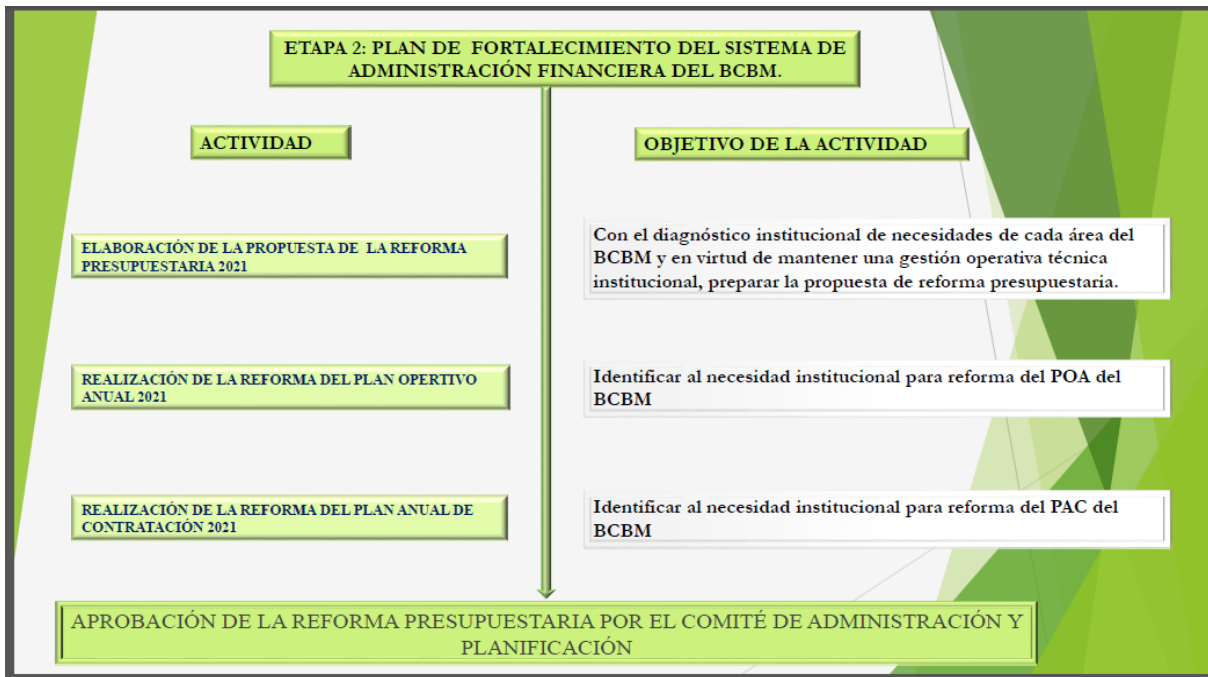 ETAPA 2: PLAN DE FORTALECIMIENTO DEL SISTEMA DE
ADMINISTRACIÓN FINANCIERA DEL BCBM.
ACTIVIDAD
OBJETIVO DE LA ACTIVIDAD
ELABORACIÓN DE LA PROPUESTA DE LA REFORMA
PRESUPUESTARIA 2021
Con el diagnóstico institucional de necesidades de cada área del
BCBM y en virtud de mantener una gestión operativa técnica
institucional, preparar la propuesta de reforma presupuestaria.
REALIZACIÓN DE LA REFORMA DEL PLAN OPERTIVO
ANUAL 2021
Identificar al necesidad institucional para reforma del POA del
BCBM
REALIZACIÓN DE LA REFORMA DEL PLAN ANUAL DE
CONTRATACIÓN 2021
Identificar al necesidad institucional para reforma del PAC del
BCBM
APROBACIÓN DE LA REFORMA PRESUPUESTARIA POR EL COMITÉ DE ADMINISTRACIÓN Y
PLANIFICACIÓN